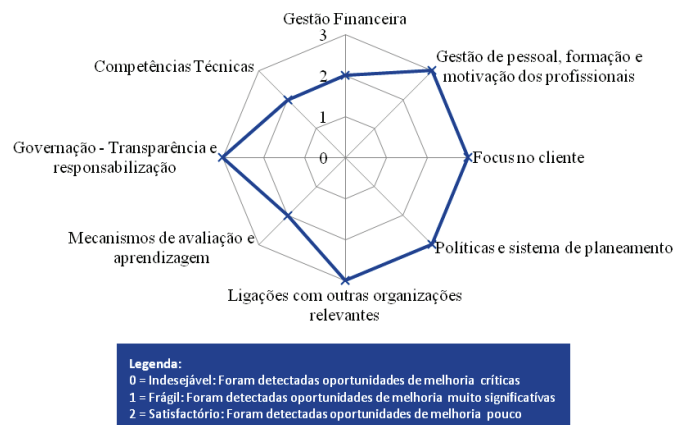 Gestão Financeira
3
2
1
0
Gestão de pessoal, formação e
motivação dos profissionais
Focus no cliente
Políticas e sistema de planeamento
Ligações com outras organizações
relevantes
Mecanismos de avaliação e
aprendizagem
Governação - Transparência e
responsabilização
Competências Técnicas
Legenda:
0 = Indesejável: Foram detectadas oportunidades de melhoria críticas
1 = Frágil: Foram detectadas oportunidades de melhoria muito significatívas
2 = Satisfactório: Foram detectadas oportunidades de melhoria pouco